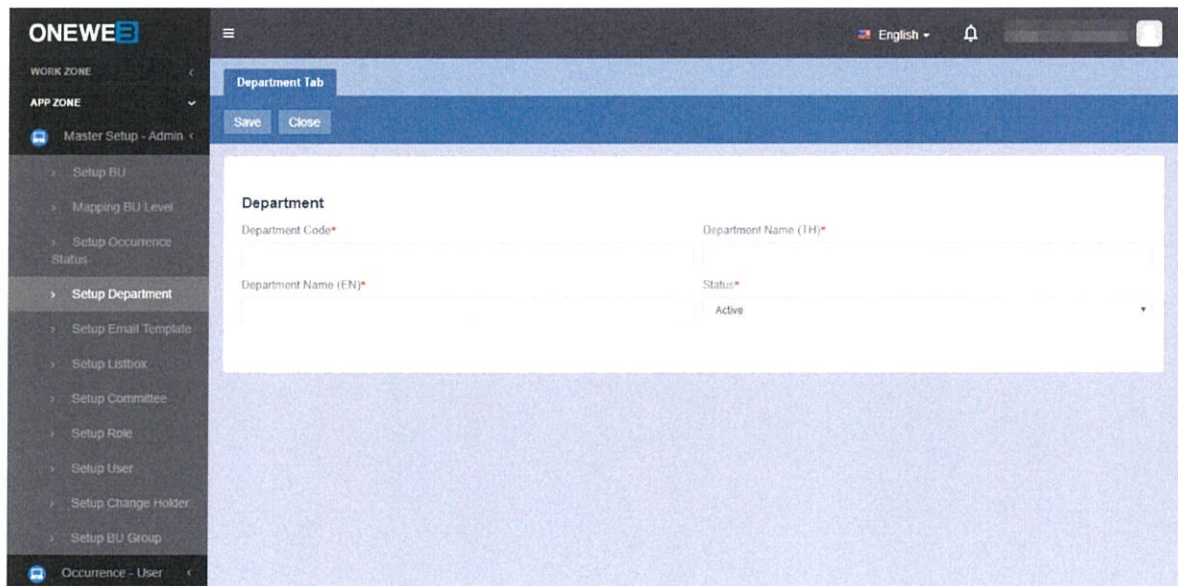 ONEWEB
English
WORK ZONE
Department Tab
APP ZONE
Save Close
Master Setup - Admin
Setup BU
Mapping BU Level
Setup Occurrence
Status
Setup Department
Setup Email Template
Setup Listbox
Setup Committee
Setup Role
Setup User
Setup Change Holder
Setup BU Group
Occurrence - User
Department
Department Code*
Department Name (TH)*
Department Name (EN)*
Status*
Active